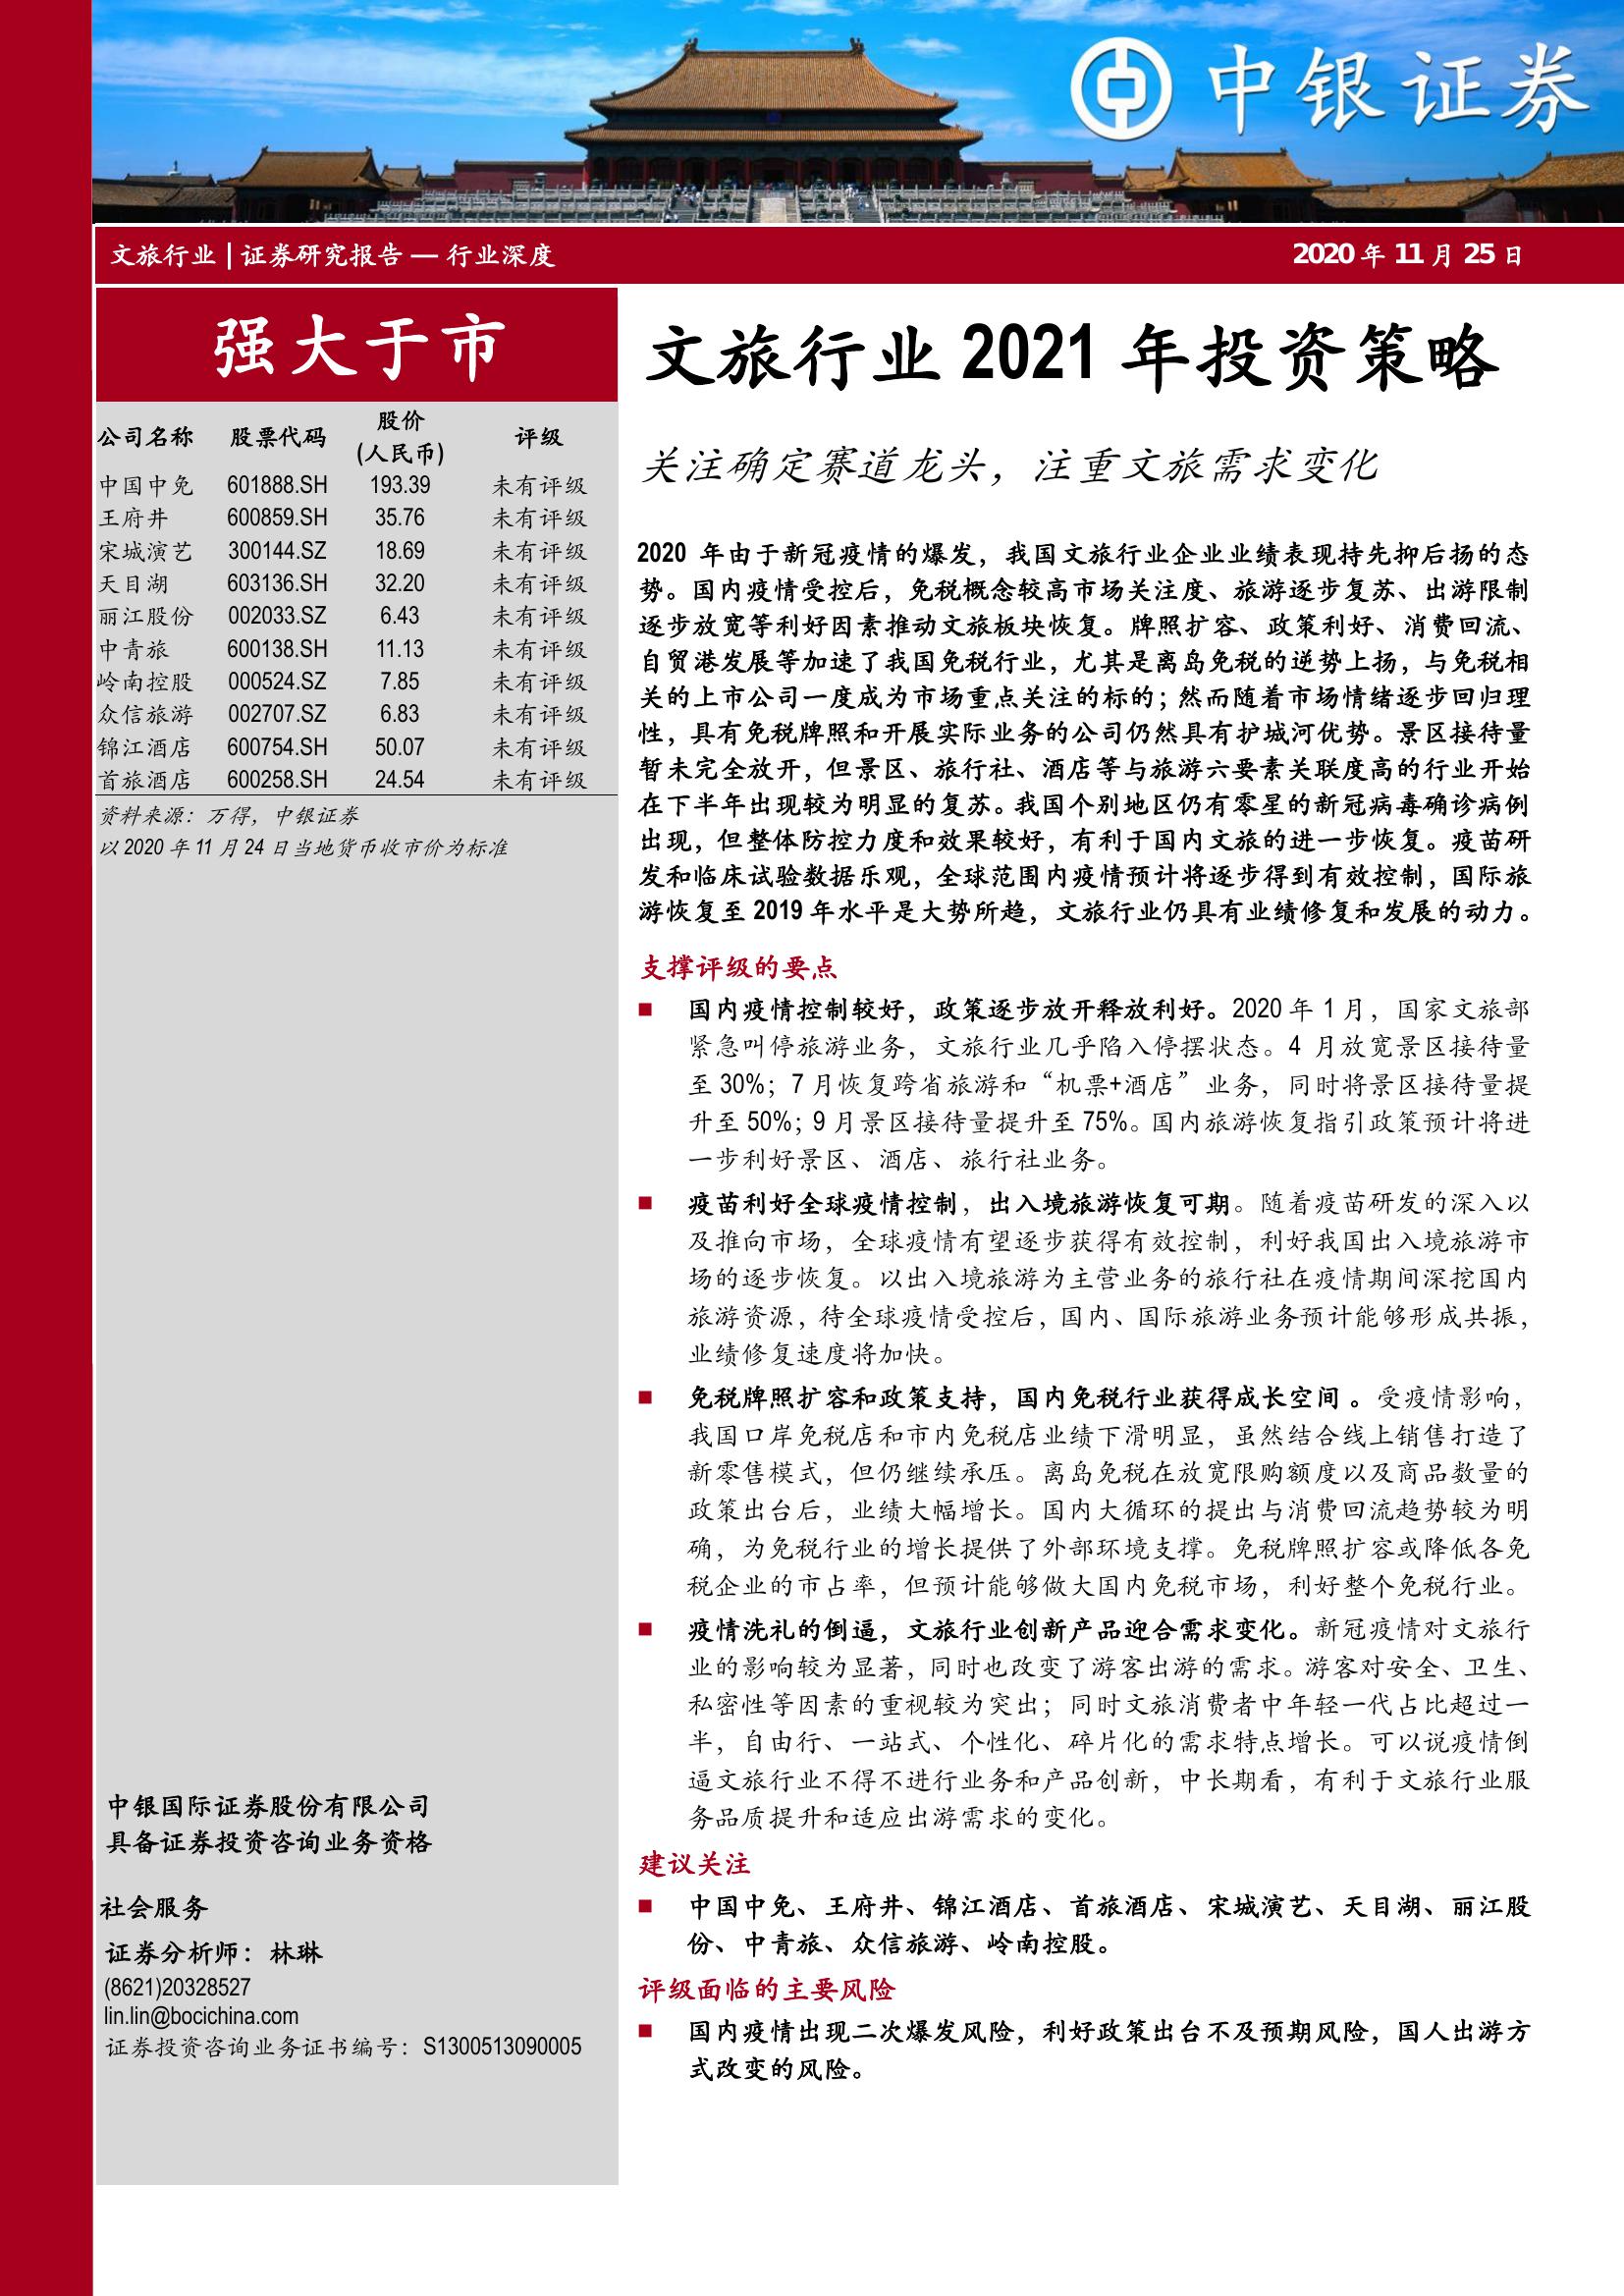 中银证券
文旅行业 | 证券研究报告 — 行业深度
2020 年 11 月 25 日
强大于市
公司名称 股票代码 股价(人民币) 评级
中国中免 601888.SH 193.39 未有评级
王府井 600859.SH 35.76 未有评级
宋城演艺 300144.SZ 18.69 未有评级
天目湖 603136.SH 32.20 未有评级
丽江股份 002033.SZ 6.43 未有评级
中青旅 600138.SH 11.13 未有评级
岭南控股 000524.SZ 7.85 未有评级
众信旅游 002707.SZ 6.83 未有评级
锦江酒店 600754.SH 50.07 未有评级
首旅酒店 600258.SH 24.54 未有评级
资料来源：万得，中银证券
以 2020 年 11 月 24 日当地货币收市价为标准
中银国际证券股份有限公司
具备证券投资咨询业务资格
社会服务
证券分析师：林琳
(8621)20328527
lin.lin@bocichina.com
证券投资咨询业务证书编号：S1300513090005
文旅行业 2021 年投资策略
关注确定赛道龙头，注重文旅需求变化
2020 年由于新冠疫情的爆发，我国文旅行业企业业绩表现持先抑后扬的态
势。国内疫情受控后，免税概念较高市场关注度、旅游逐步复苏、出游限制
逐步放宽等利好因素推动文旅板块恢复。牌照扩容、政策利好、消费回流、
自贸港发展等加速了我国免税行业，尤其是离岛免税的逆势上扬，与免税相
关的上市公司一度成为市场重点关注的标的；然而随着市场情绪逐步回归理
性，具有免税牌照和开展实际业务的公司仍然具有护城河优势。景区接待量
暂未完全放开，但景区、旅行社、酒店等与旅游六要素关联度高的行业开始
在下半年出现较为明显的复苏。我国个别地区仍有零星的新冠病毒确诊病例
出现，但整体防控力度和效果较好，有利于国内文旅的进一步恢复。疫苗研
发和临床试验数据乐观，全球范围内疫情预计将逐步得到有效控制，国际旅
游恢复至 2019 年水平是大势所趋，文旅行业仍具有业绩修复和发展的动力。
支撑评级的要点
■ 国内疫情控制较好，政策逐步放开释放利好。2020 年 1 月，国家文旅部
紧急叫停旅游业务，文旅行业几乎陷入停摆状态。4 月放宽景区接待量
至 30%；7 月恢复跨省旅游和“机票+酒店”业务，同时将景区接待量提
升至 50%；9 月景区接待量提升至 75%。国内旅游恢复指引政策预计将进
一步利好景区、酒店、旅行社业务。
■ 疫苗利好全球疫情控制，出入境旅游恢复可期。随着疫苗研发的深入以
及推向市场，全球疫情有望逐步获得有效控制，利好我国出入境旅游市
场的逐步恢复。以出入境旅游为主营业务的旅行社在疫情期间深挖国内
旅游资源，待全球疫情受控后，国内、国际旅游业务预计能够形成共振，
业绩修复速度将加快。
■ 免税牌照扩容和政策支持，国内免税行业获得成长空间 。受疫情影响，
我国口岸免税店和市内免税店业绩下滑明显，虽然结合线上销售打造了
新零售模式，但仍继续承压。离岛免税在放宽限购额度以及商品数量的
政策出台后，业绩大幅增长。国内大循环的提出与消费回流趋势较为明
确，为免税行业的增长提供了外部环境支撑。免税牌照扩容或降低各免
税企业的市占率，但预计能够做大国内免税市场，利好整个免税行业。
■ 疫情洗礼的倒逼，文旅行业创新产品迎合需求变化。新冠疫情对文旅行
业的影响较为显著，同时也改变了游客出游的需求。游客对安全、卫生、
私密性等因素的重视较为突出；同时文旅消费者中年轻一代占比超过一
半，自由行、一站式、个性化、碎片化的需求特点增长。可以说疫情倒
逼文旅行业不得不进行业务和产品创新，中长期看，有利于文旅行业服
务品质提升和适应出游需求的变化。
建议关注
■ 中国中免、王府井、锦江酒店、首旅酒店、宋城演艺、天目湖、丽江股
份、中青旅、众信旅游、岭南控股。
评级面临的主要风险
■ 国内疫情出现二次爆发风险，利好政策出台不及预期风险，国人出游方
式改变的风险。